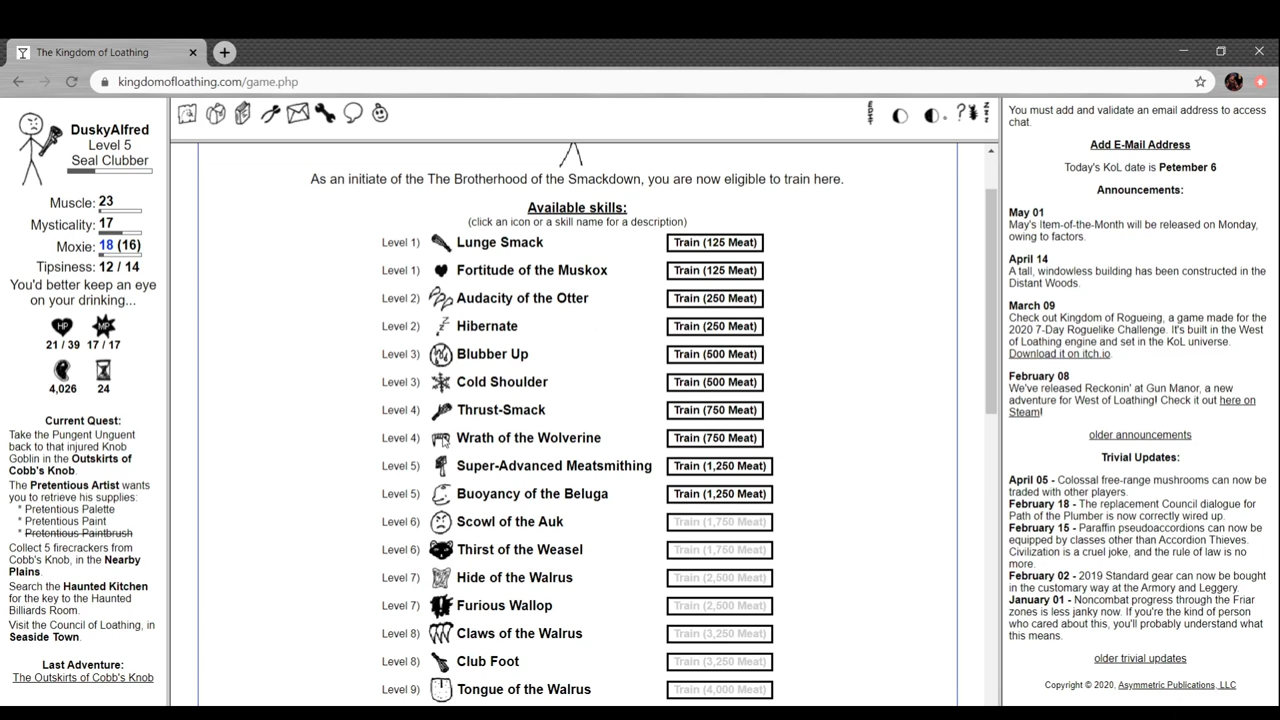 The Kingdom of Loathing
kingdomofloathing.com/game.php
DuskyAlfred
Level 5
Seal Clubber
Muscle: 23
Mysticality: 17
Moxie: 18 (16)
Tipsiness: 12 / 14
You'd better keep an eye
on your drinking...
HP MP
21 / 39 17 / 17
4,026 24
Current Quest:
Take the Pungent Unguent
back to that injured Knob
Goblin in the Outskirts of
Cobb's Knob.
The Pretentious Artist wants
you to retrieve his supplies:
* Pretentious Palette
* Pretentious Paint
* Pretentious Paintbrush
Collect 5 firecrackers from
Cobb's Knob, in the Nearby
Plains.
Search the Haunted Kitchen
for the key to the Haunted
Billiards Room.
Visit the Council of Loathing, in
Seaside Town.
Last Adventure:
The Outskirts of Cobb's Knob
As an initiate of the The Brotherhood of the Smackdown, you are now eligible to train here.
Available skills:
(click an icon or a skill name for a description)
Level 1) Lunge Smack Train (125 Meat)
Level 1) Fortitude of the Muskox Train (125 Meat)
Level 2) Audacity of the Otter Train (250 Meat)
Level 2) Hibernate Train (250 Meat)
Level 3) Blubber Up Train (500 Meat)
Level 3) Cold Shoulder Train (500 Meat)
Level 4) Thrust-Smack Train (750 Meat)
Level 4) Wrath of the Wolverine Train (750 Meat)
Level 5) Super-Advanced Meatsmithing Train (1,250 Meat)
Level 5) Buoyancy of the Beluga Train (1,250 Meat)
Level 6) Scowl of the Auk Train (1,750 Meat)
Level 6) Thirst of the Weasel Train (1,750 Meat)
Level 7) Hide of the Walrus Train (2,500 Meat)
Level 7) Furious Wallop Train (2,500 Meat)
Level 8) Claws of the Walrus Train (3,250 Meat)
Level 8) Club Foot Train (3,250 Meat)
Level 9) Tongue of the Walrus Train (4,000 Meat)
You must add and validate an email address to access
chat.
Add E-Mail Address
Today's KoL date is Petember 6
Announcements:
May 01
May's Item-of-the-Month will be released on Monday,
owing to factors.
April 14
A tall, windowless building has been constructed in the
Distant Woods.
March 09
Check out Kingdom of Rogueing, a game made for the
2020 7-Day Roguelike Challenge. It's built in the West
of Loathing engine and set in the KoL universe.
Download it on itch.io.
February 08
We've released Reckonin' at Gun Manor, a new
adventure for West of Loathing! Check it out here on
Steam!
older announcements
Trivial Updates:
April 05 - Colossal free-range mushrooms can now be
traded with other players.
February 18 - The replacement Council dialogue for
Path of the Plumber is now correctly wired up.
February 15 - Paraffin pseudoaccordions can now be
equipped by classes other than Accordion Thieves.
Civilization is a cruel joke, and the rule of law is no
more.
February 02 - 2019 Standard gear can now be bought
in the customary way at the Armory and Leggery.
January 01 - Noncombat progress through the Friar
zones is less janky now. If you're the kind of person
who cared about this, you'll probably understand what
this means.
older trivial updates
Copyright © 2020, Asymmetric Publications, LLC